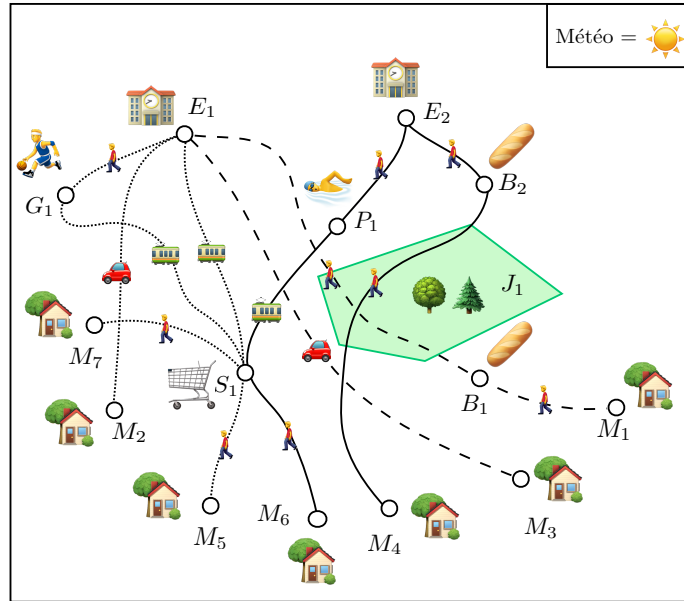 Météo =
E₁
E₂
B₂
G₁
P₁
J₁
M₇
S₁
B₁
M₁
M₂
M₅
M₆
M₄
M₃